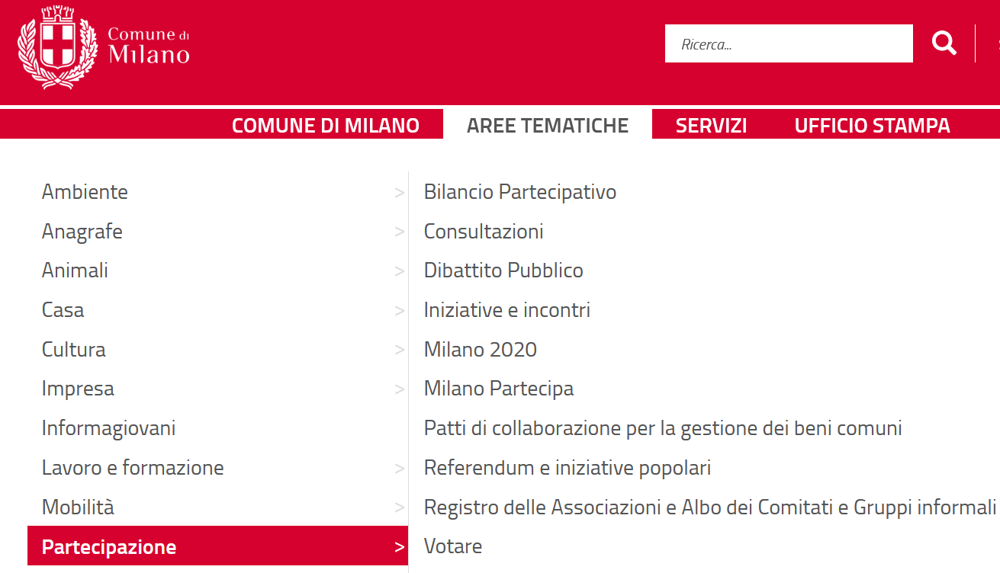 Comune di
Milano
Ricerca...
COMUNE DI MILANO
AREE TEMATICHE
SERVIZI
UFFICIO STAMPA
Ambiente >
Anagrafe >
Animali >
Casa >
Cultura >
Impresa >
Informagiovani
Lavoro e formazione >
Mobilità >
Partecipazione >
Bilancio Partecipativo
Consultazioni
Dibattito Pubblico
Iniziative e incontri
Milano 2020
Milano Partecipa
Patti di collaborazione per la gestione dei beni comuni
Referendum e iniziative popolari
Registro delle Associazioni e Albo dei Comitati e Gruppi informali
Votare